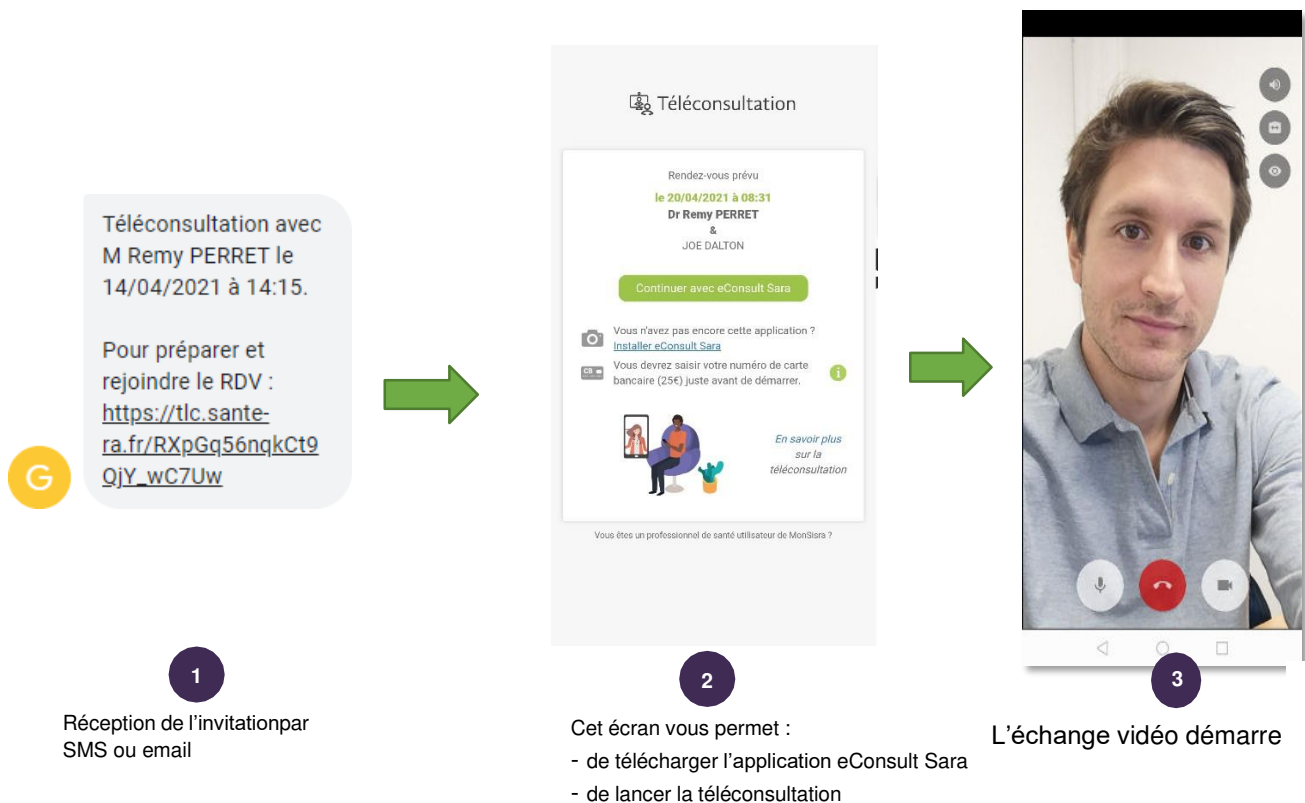 Téléconsultation avec
M Remy PERRET le
14/04/2021 à 14:15.
Pour préparer et
rejoindre le RDV :
https://tlc.sante-
ra.fr/RXpGq56nqkCt9
QjY_wC7Uw
G
1
Réception de l'invitationpar
SMS ou email
Téléconsultation
Rendez-vous prévu
le 20/04/2021 à 08:31
Dr Remy PERRET
&
JOE DALTON
Continuer avec eConsult Sara
Vous n'avez pas encore cette application ?
Installer eConsult Sara
CB
Vous devrez saisir votre numéro de carte
bancaire (25€) juste avant de démarrer.
i
En savoir plus
sur la
téléconsultation
Vous êtes un professionnel de santé utilisateur de MonSisra ?
2
Cet écran vous permet :
- de télécharger l'application eConsult Sara
- de lancer la téléconsultation
3
L'échange vidéo démarre